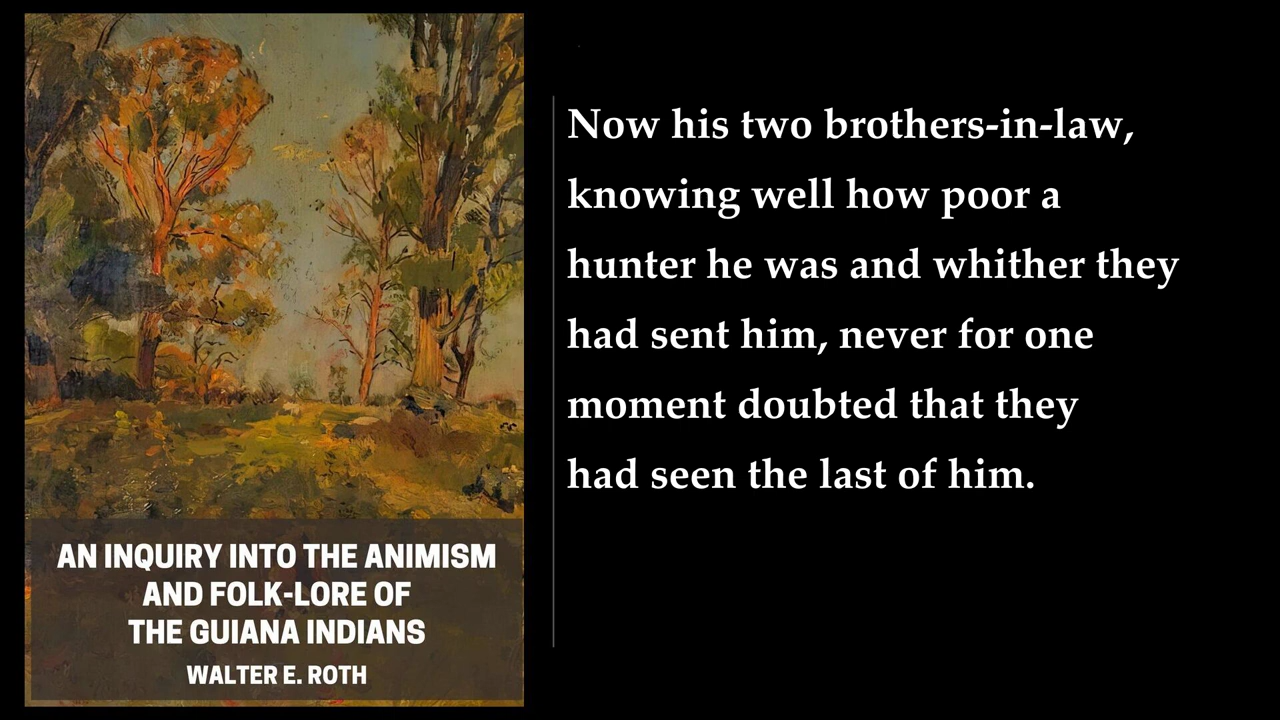 Now his two brothers-in-law,
knowing well how poor a
hunter he was and whither they
had sent him, never for one
moment doubted that they
had seen the last of him.
AN INQUIRY INTO THE ANIMISM
AND FOLK-LORE OF
THE GUIANA INDIANS
WALTER E. ROTH